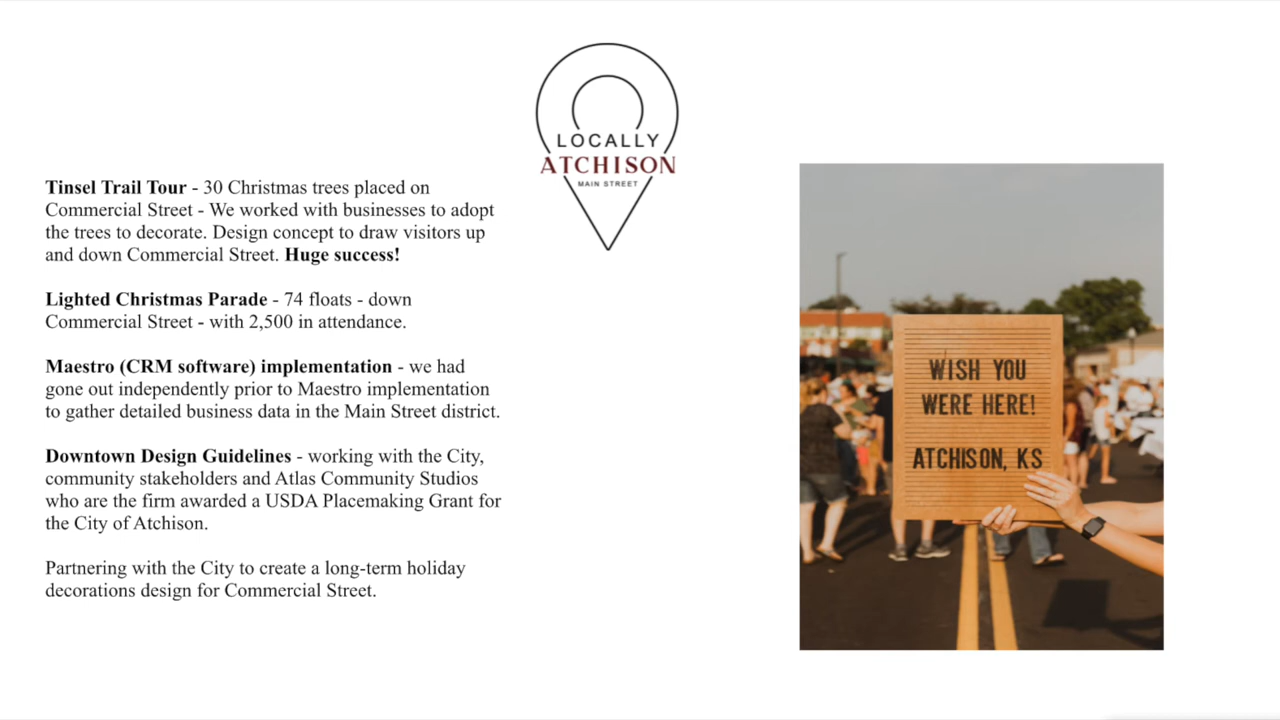 LOCALLY
ATCHISON
MAIN STREET
Tinsel Trail Tour - 30 Christmas trees placed on
Commercial Street - We worked with businesses to adopt
the trees to decorate. Design concept to draw visitors up
and down Commercial Street. Huge success!
Lighted Christmas Parade - 74 floats - down
Commercial Street - with 2,500 in attendance.
Maestro (CRM software) implementation - we had
gone out independently prior to Maestro implementation
to gather detailed business data in the Main Street district.
Downtown Design Guidelines - working with the City,
community stakeholders and Atlas Community Studios
who are the firm awarded a USDA Placemaking Grant for
the City of Atchison.
Partnering with the City to create a long-term holiday
decorations design for Commercial Street.
WISH YOU
WERE HERE!
ATCHISON, KS